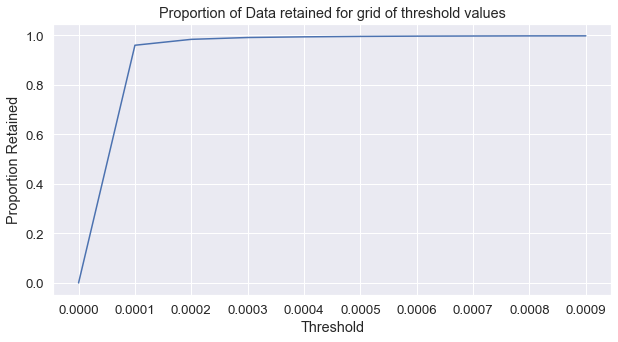 Proportion of Data retained for grid of threshold values
1.0
0.8
0.6
0.4
0.2
0.0
Proportion Retained
0.0000 0.0001 0.0002 0.0003 0.0004 0.0005 0.0006 0.0007 0.0008 0.0009
Threshold